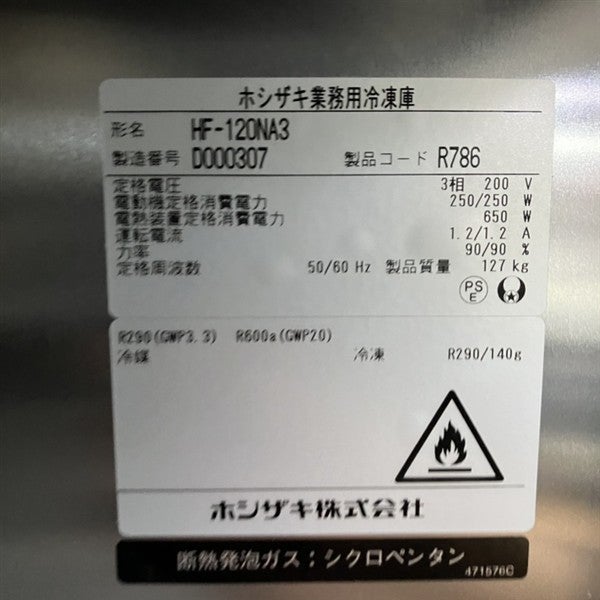 ホシザキ業務用冷凍庫
形名 HF-120NA3
製造番号 D000307 製品コード R786
定格電圧 3相 200 V
電動機定格消費電力 250/250 W
電熱装置定格消費電力 650 W
運転電流 1.2/1.2 A
力率 90/90 %
定格周波数 50/60 Hz 製品質量 127 kg
PS
E
R290(GWP3.3) R600a(GWP20)
冷媒 冷凍 R290/140g
ホシザキ株式会社
断熱発泡ガス：シクロペンタン
471576C